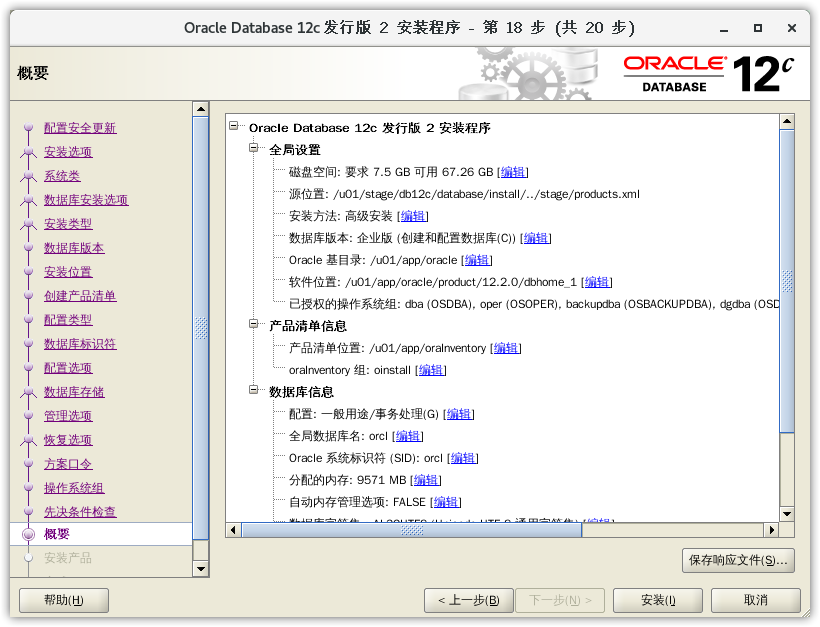 Oracle Database 12c 发行版 2 安装程序 - 第 18 步 (共 20 步)
概要
ORACLE®
DATABASE
12c
配置安全更新
安装选项
系统类
数据库安装选项
安装类型
数据库版本
安装位置
创建产品清单
配置类型
数据库标识符
配置选项
数据库存储
管理选项
恢复选项
方案口令
操作系统组
先决条件检查
概要
安装产品
Oracle Database 12c 发行版 2 安装程序
全局设置
磁盘空间: 要求 7.5 GB 可用 67.26 GB [编辑]
源位置: /u01/stage/db12c/database/install/../stage/products.xml
安装方法: 高级安装 [编辑]
数据库版本: 企业版 (创建和配置数据库(C)) [编辑]
Oracle 基目录: /u01/app/oracle [编辑]
软件位置: /u01/app/oracle/product/12.2.0/dbhome_1 [编辑]
已授权的操作系统组: dba (OSDBA), oper (OSOPER), backupdba (OSBACKUPDBA), dgdba (OSD
产品清单信息
产品清单位置: /u01/app/oraInventory [编辑]
oraInventory 组: oinstall [编辑]
数据库信息
配置: 一般用途/事务处理(G) [编辑]
全局数据库名: orcl [编辑]
Oracle 系统标识符 (SID): orcl [编辑]
分配的内存: 9571 MB [编辑]
自动内存管理选项: FALSE [编辑]
保存响应文件(S)...
帮助(H)
< 上一步(B)
下一步(N) >
安装(I)
取消